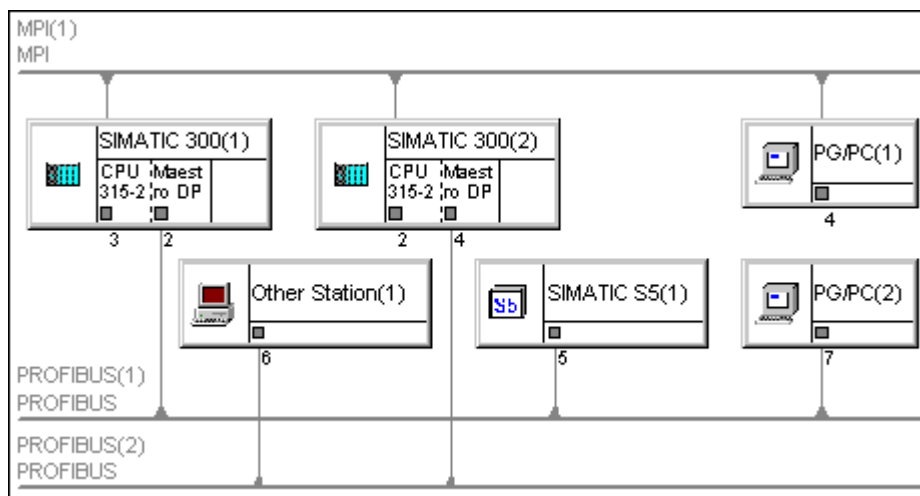 MPI(1)
MPI
SIMATIC 300(1)
CPU 315-2
Maest ro DP
3
2
SIMATIC 300(2)
CPU 315-2
Maest ro DP
2
4
PG/PC(1)
4
Other Station(1)
6
S5
SIMATIC S5(1)
5
PG/PC(2)
7
PROFIBUS(1)
PROFIBUS
PROFIBUS(2)
PROFIBUS